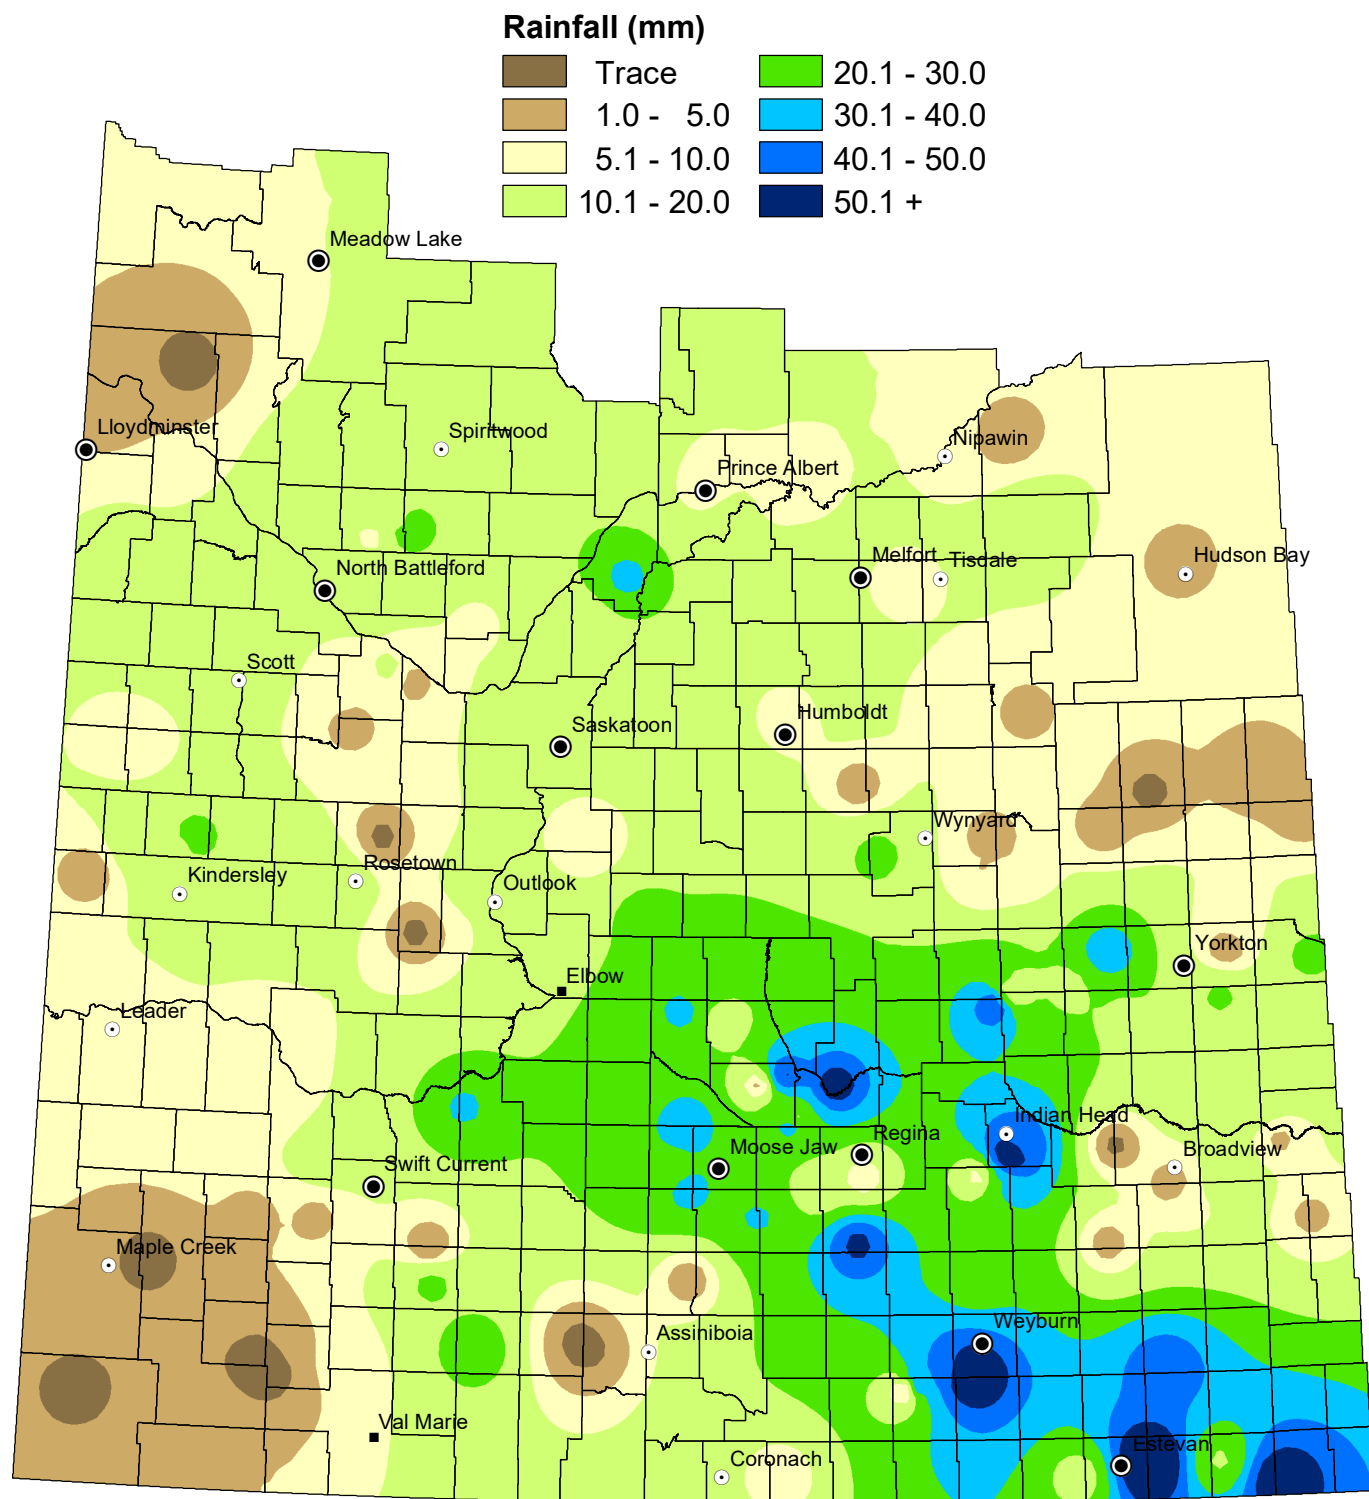 Rainfall (mm)
Trace
1.0 - 5.0
5.1 - 10.0
10.1 - 20.0
20.1 - 30.0
30.1 - 40.0
40.1 - 50.0
50.1 +
Meadow Lake
Lloydminster
Spiritwood
Nipawin
Prince Albert
Melfort
Tisdale
Hudson Bay
North Battleford
Scott
Saskatoon
Humboldt
Wynyard
Rosetown
Kindersley
Outlook
Yorkton
Elbow
Leader
Indian Head
Regina
Moose Jaw
Broadview
Swift Current
Maple Creek
Weyburn
Assiniboia
Val Marie
Estevan
Coronach